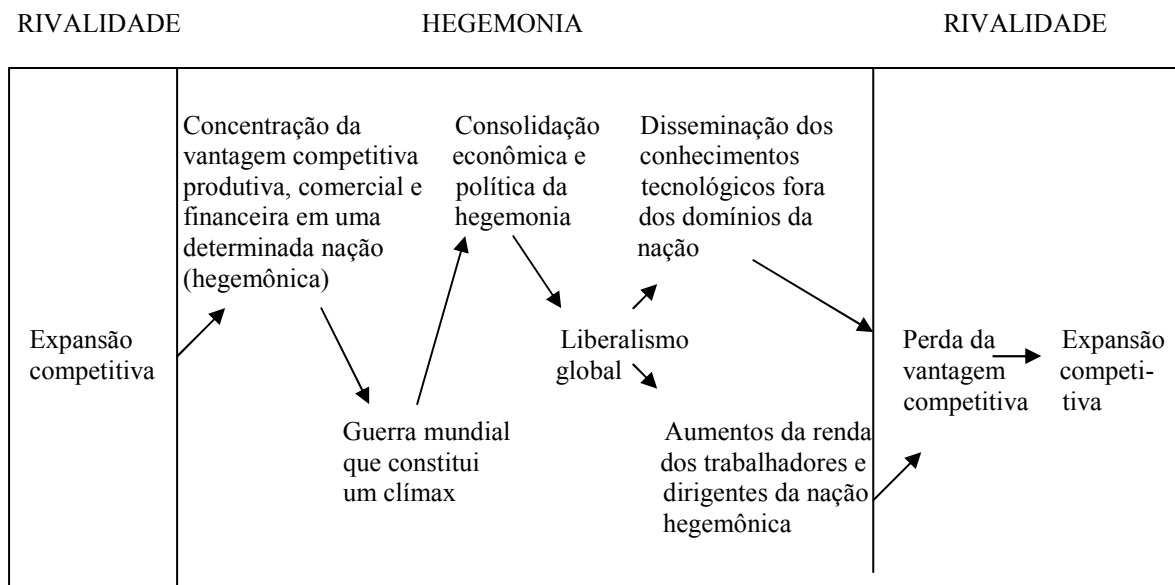 RIVALIDADE HEGEMONIA RIVALIDADE
Concentração da
vantagem competitiva
produtiva, comercial e
financeira em uma
determinada nação
(hegemônica)
Consolidação
econômica e
política da
hegemonia
Disseminação dos
conhecimentos
tecnológicos fora
dos domínios da
nação
Expansão
competitiva
Liberalismo
global
Perda da
vantagem
competitiva
Expansão
competi-
tiva
Guerra mundial
que constitui
um clímax
Aumentos da renda
dos trabalhadores e
dirigentes da nação
hegemônica